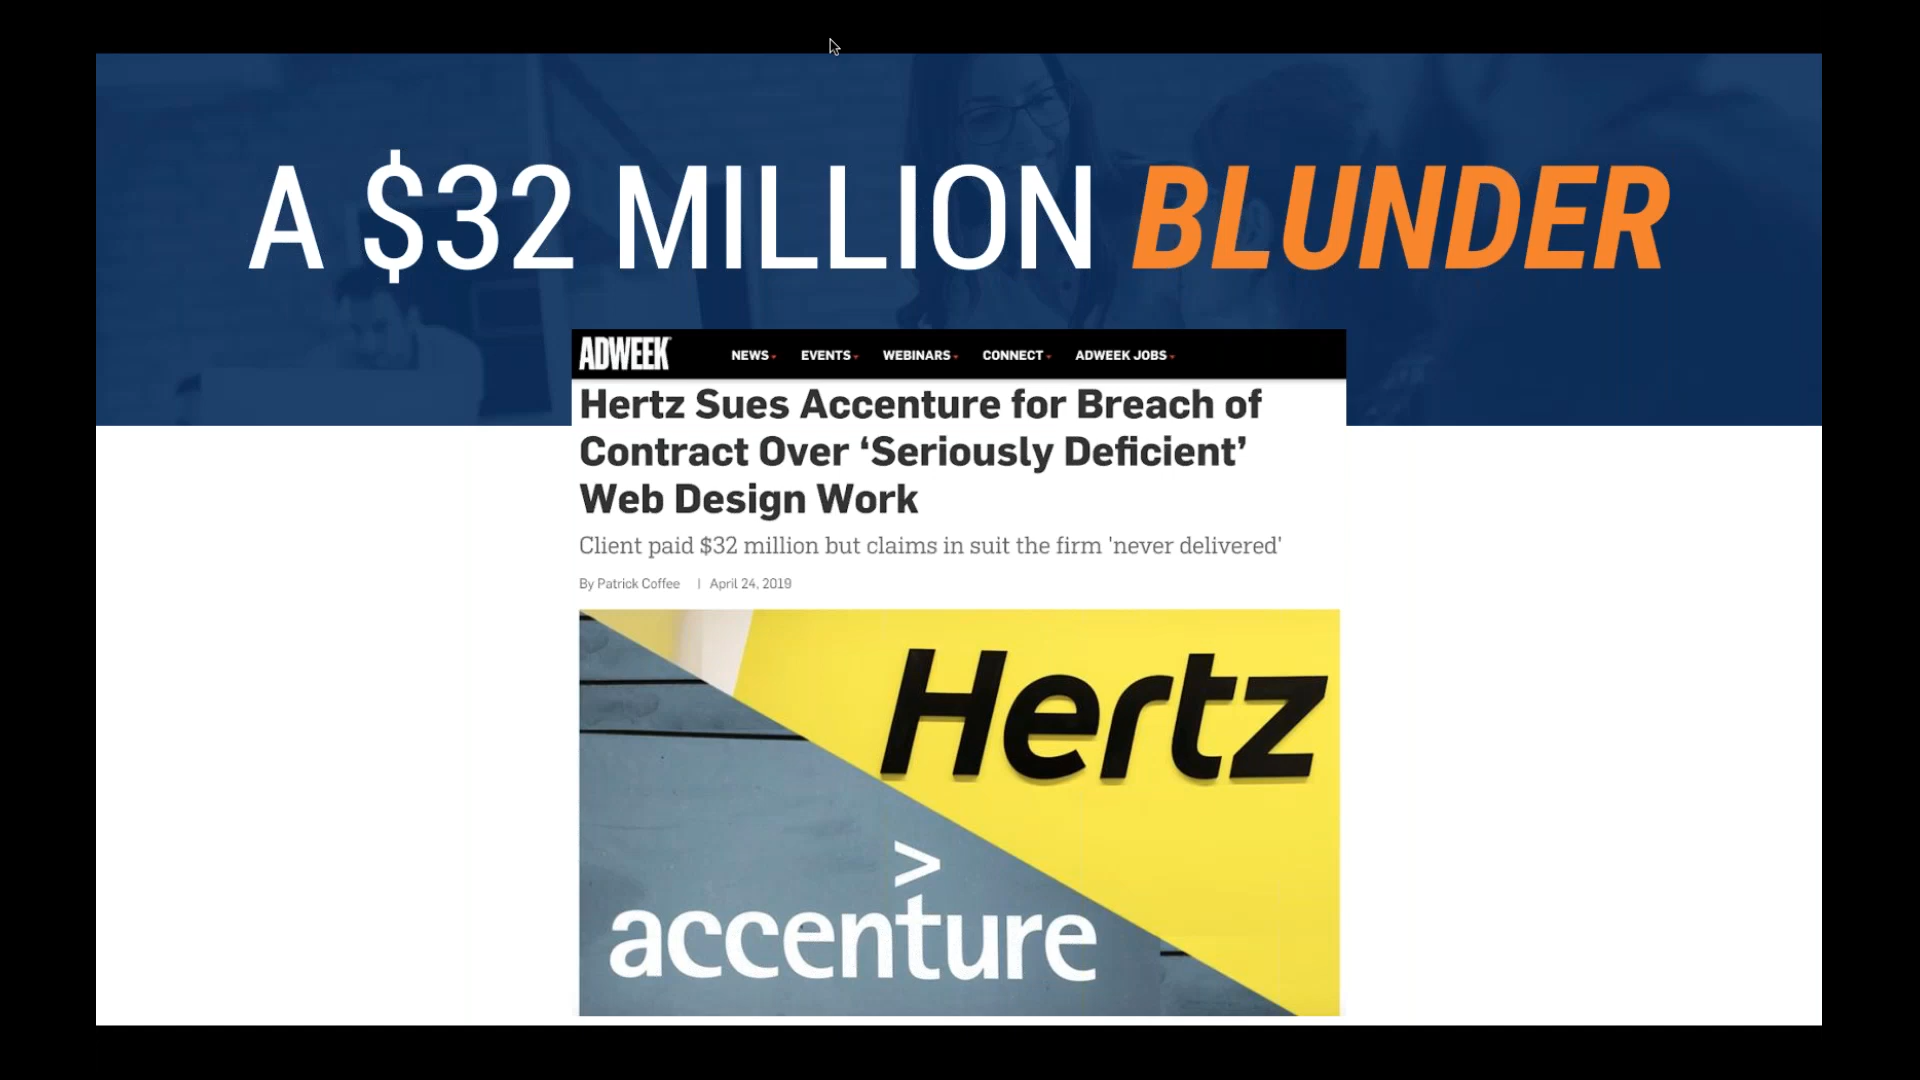 A $32 MILLION BLUNDER
ADWEEK NEWS EVENTS WEBINARS CONNECT ADWEEK JOBS
Hertz Sues Accenture for Breach of
Contract Over ‘Seriously Deficient’
Web Design Work
Client paid $32 million but claims in suit the firm 'never delivered'
By Patrick Coffee | April 24, 2019
Hertz
>
accenture